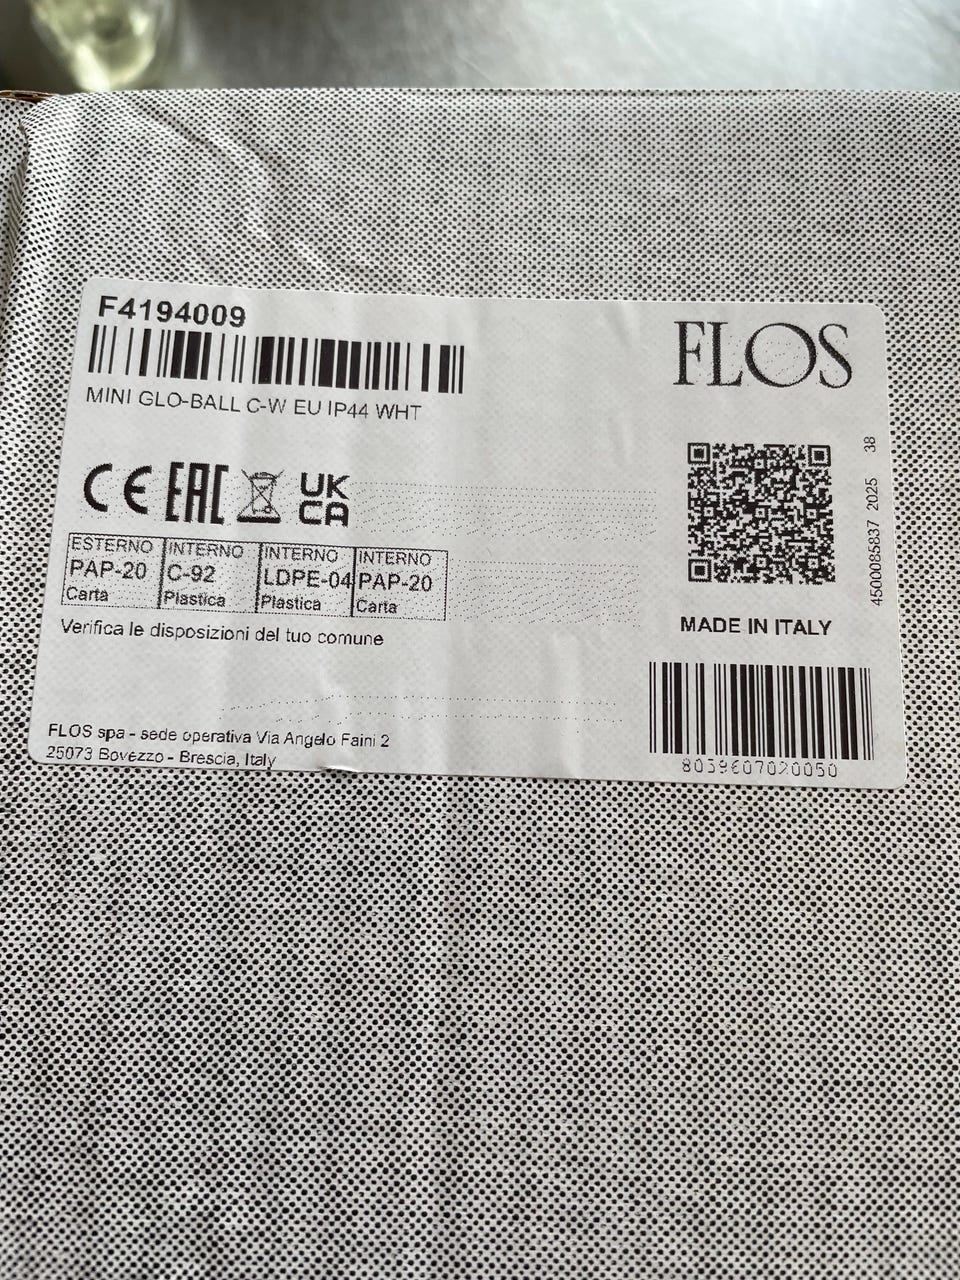 F4194009
FLOS
MINI GLO-BALL C-W EU IP44 WHT
CE EAC UK CA
ESTERNO INTERNO INTERNO INTERNO
PAP-20 C-92 LDPE-04 PAP-20
Carta Plastica Plastica Carta
Verifica le disposizioni del tuo comune
4500065837 2025 38
MADE IN ITALY
8059607020050
FLOS spa - sede operativa Via Angelo Faini 2
25073 Bovezzo - Brescia, Italy